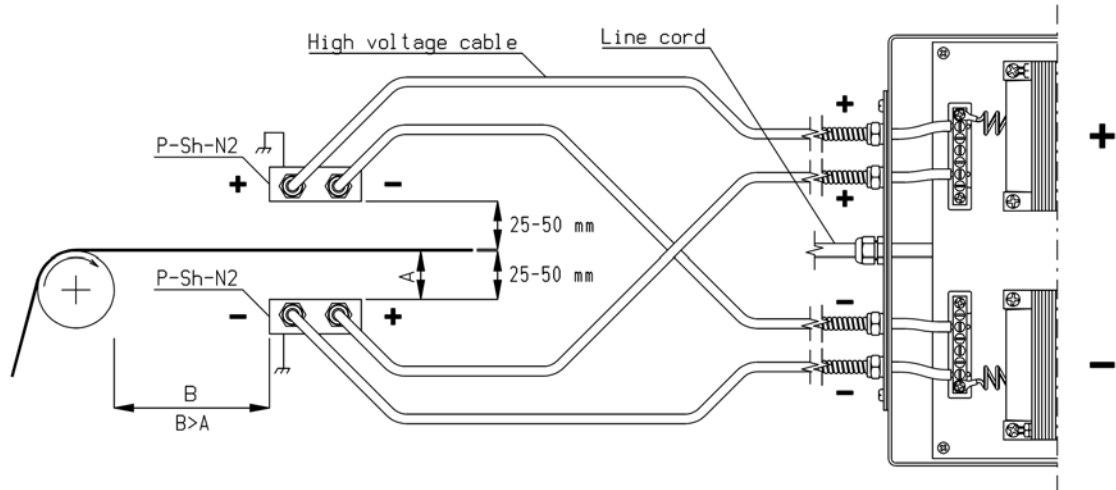 High voltage cable
Line cord
+
P-Sh-N2
+
+ -
+
25-50 mm
A
25-50 mm
P-Sh-N2
- +
-
-
-
B
B>A